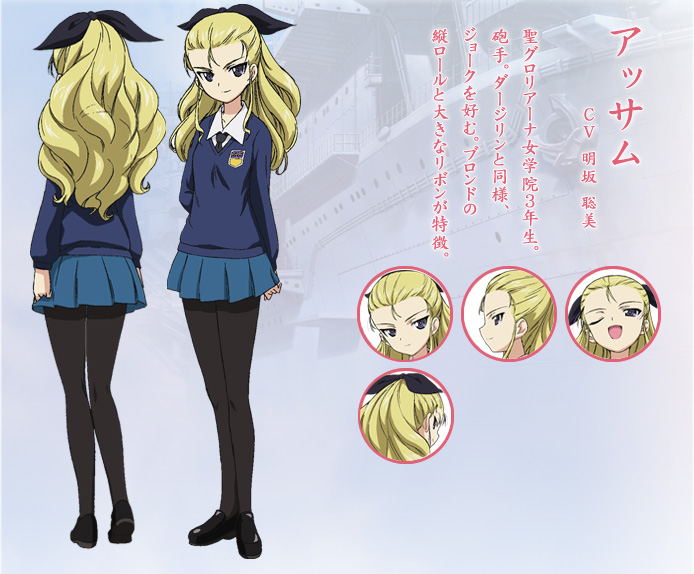 アッサム
CV 明坂 聡美
聖グロリアーナ女学院3年生。
砲手。ダージリンと同様、
ジョークを好む。ブロンドの
縦ロールと大きなリボンが特徴。